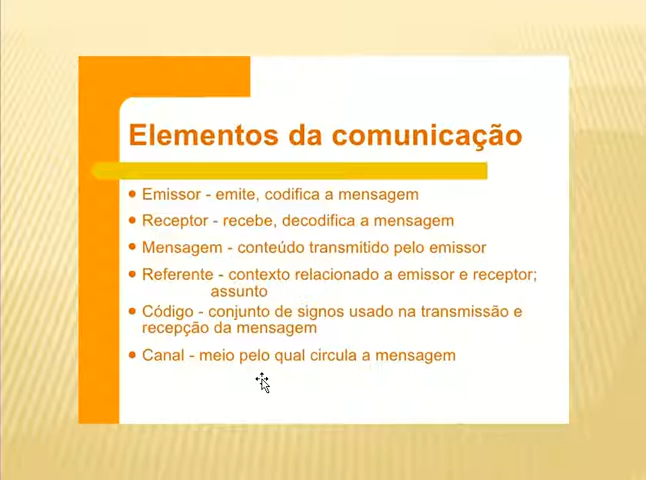 Elementos da comunicação
• Emissor - emite, codifica a mensagem
• Receptor - recebe, decodifica a mensagem
• Mensagem - conteúdo transmitido pelo emissor
• Referente - contexto relacionado a emissor e receptor;
assunto
• Código - conjunto de signos usado na transmissão e
recepção da mensagem
• Canal - meio pelo qual circula a mensagem